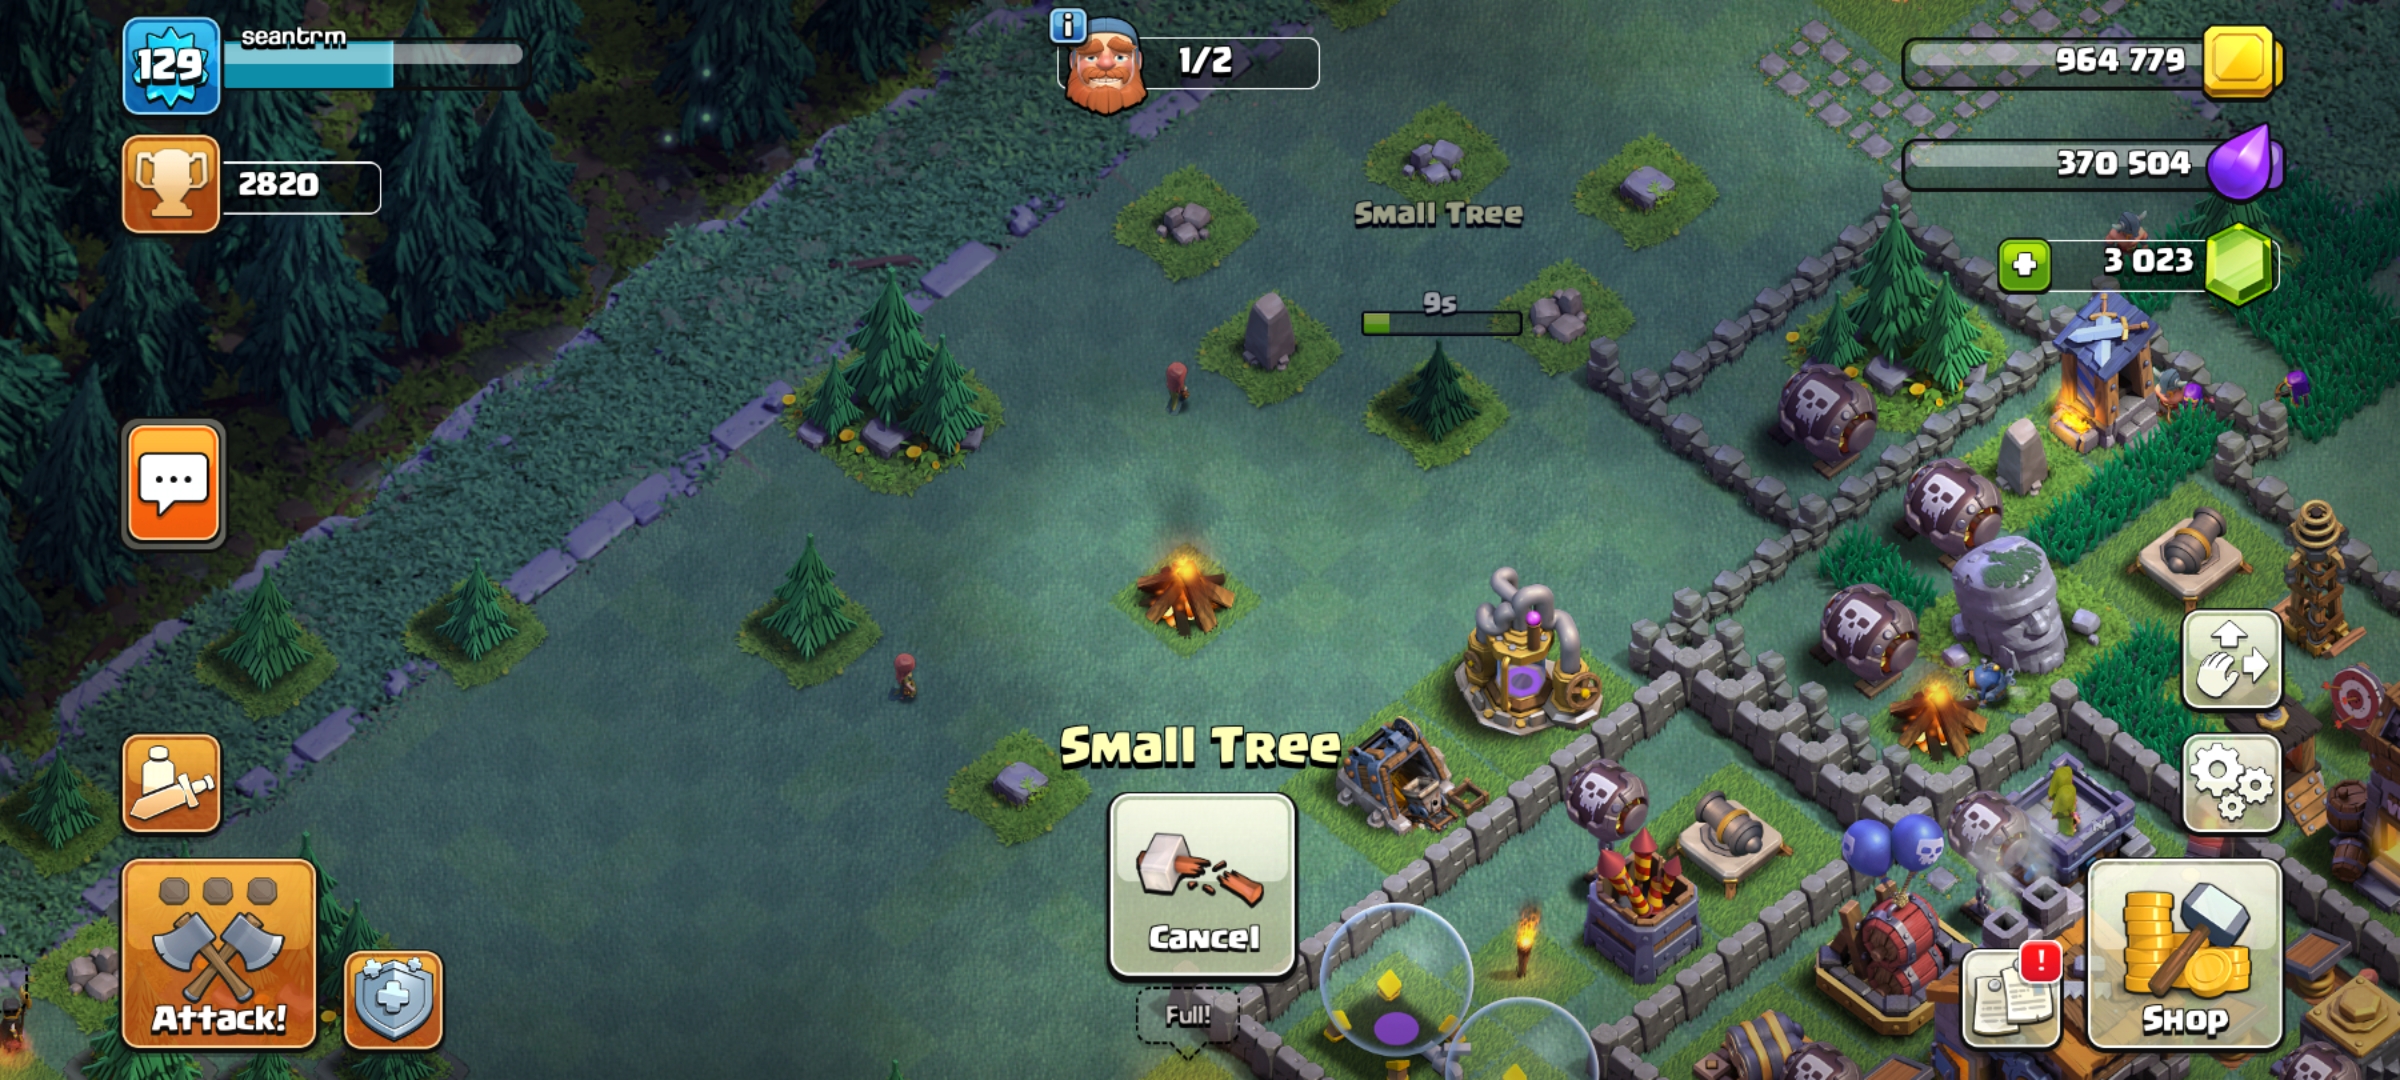 129
seantrm
1/2
964 779
2820
370 504
Small Tree
3 023
9s
Small Tree
Cancel
Full!
Attack!
!
Shop